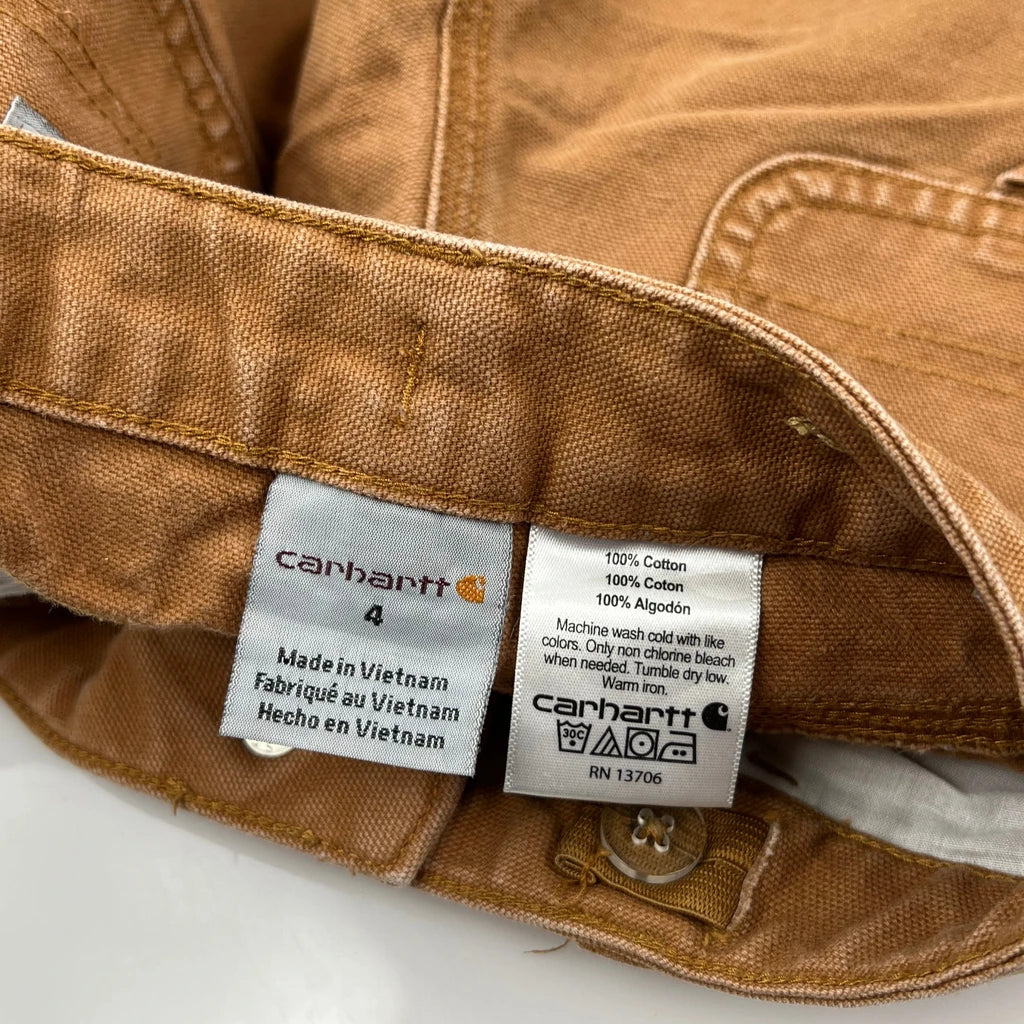 carhartt
4
Made in Vietnam
Fabriqué au Vietnam
Hecho en Vietnam
100% Cotton
100% Coton
100% Algodón
Machine wash cold with like
colors. Only non chlorine bleach
when needed. Tumble dry low.
Warm iron.
carhartt
30C
RN 13706